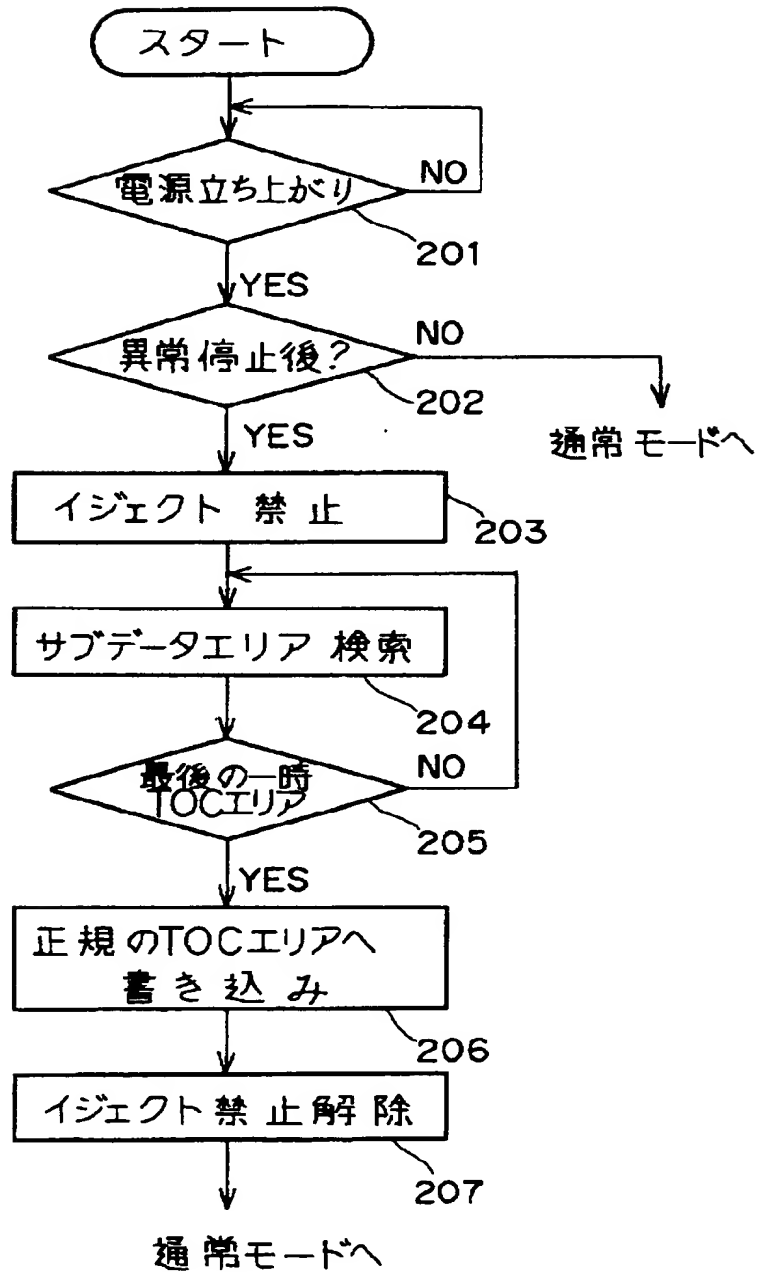 スタート
電源立ち上がり
NO
201
YES
異常停止後?
NO
202
YES
通常モードへ
イジェクト 禁止
203
サブデータエリア 検索
204
最後の一時
TOCエリア
NO
205
YES
正規のTOCエリアへ
書き込み
206
イジェクト禁止解除
207
通常モードへ